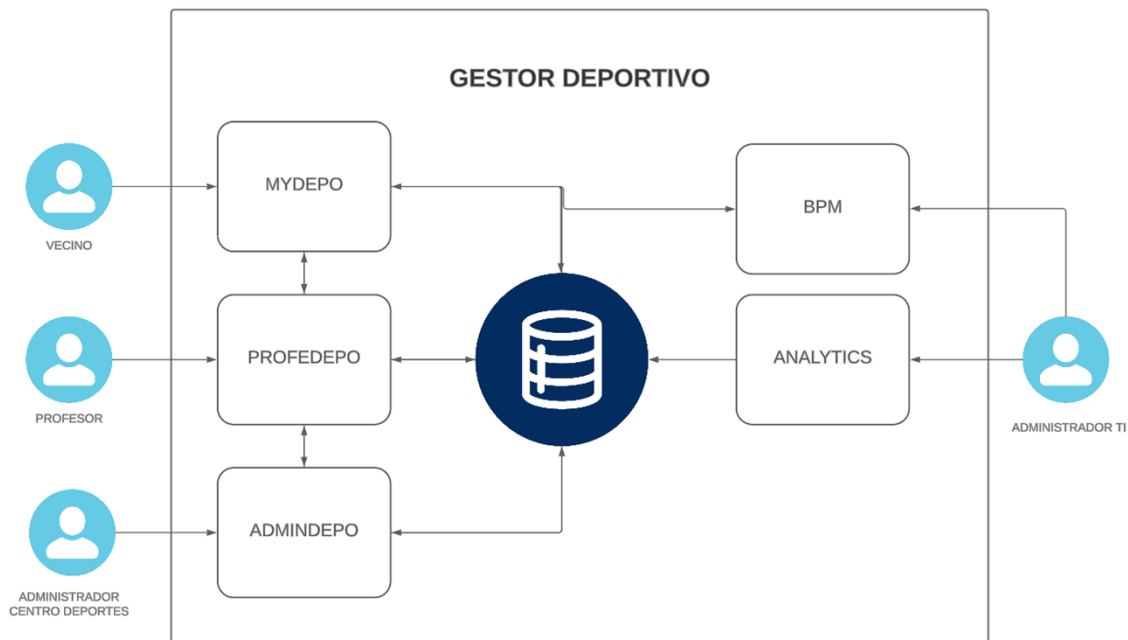 GESTOR DEPORTIVO
MYDEPO
BPM
VECINO
PROFEDEPO
ANALYTICS
PROFESOR
ADMINISTRADOR TI
ADMINDEPO
ADMINISTRADOR
CENTRO DEPORTES